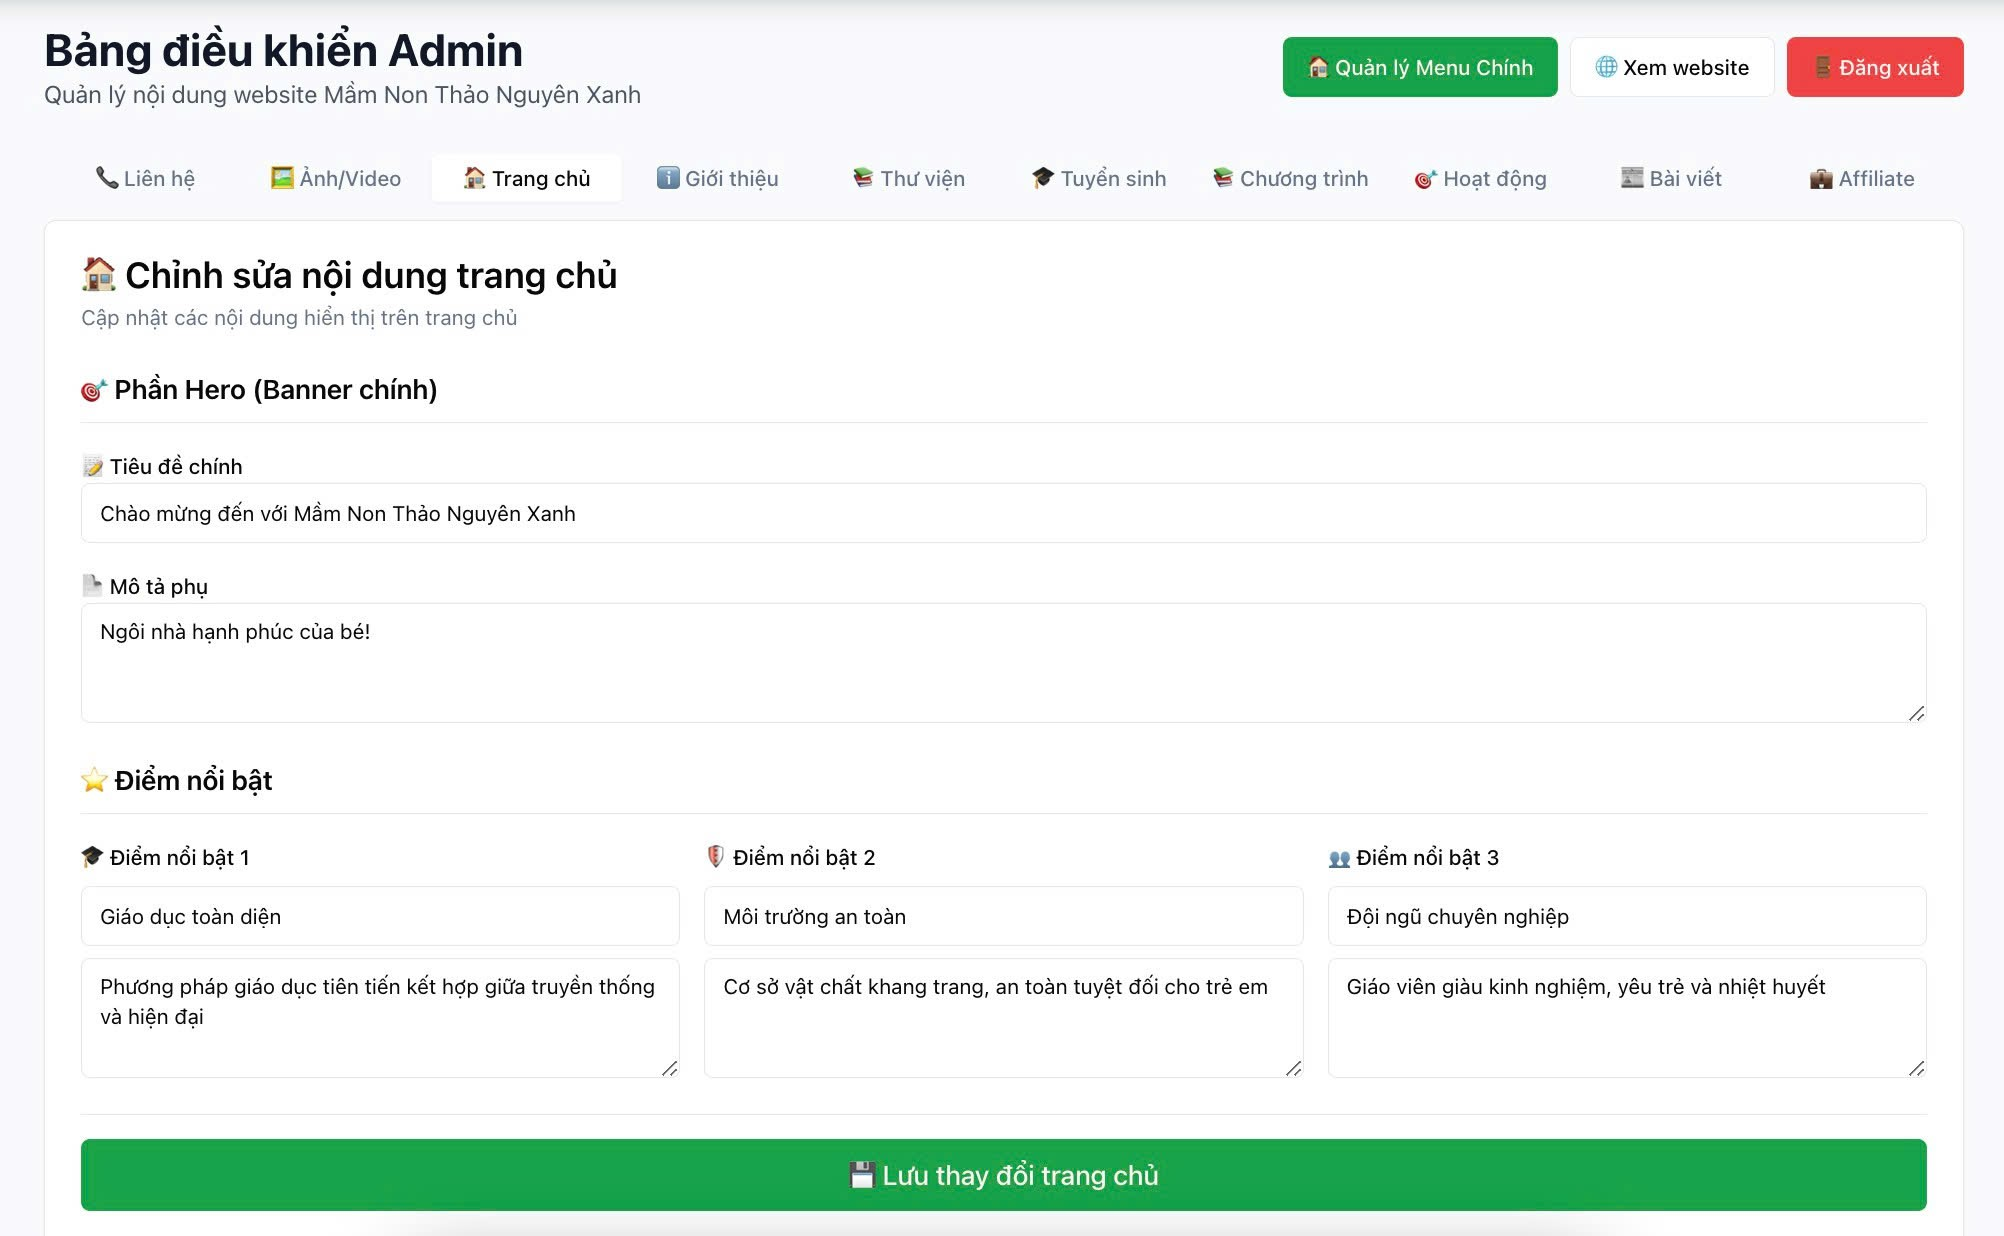 Bảng điều khiển Admin
Quản lý nội dung website Mầm Non Thảo Nguyên Xanh
Quản lý Menu Chính
Xem website
Đăng xuất
Liên hệ
Ảnh/Video
Trang chủ
Giới thiệu
Thư viện
Tuyển sinh
Chương trình
Hoạt động
Bài viết
Affiliate
Chỉnh sửa nội dung trang chủ
Cập nhật các nội dung hiển thị trên trang chủ
Phần Hero (Banner chính)
Tiêu đề chính
Chào mừng đến với Mầm Non Thảo Nguyên Xanh
Mô tả phụ
Ngôi nhà hạnh phúc của bé!
Điểm nổi bật
Điểm nổi bật 1
Giáo dục toàn diện
Phương pháp giáo dục tiên tiến kết hợp giữa truyền thống
và hiện đại
Điểm nổi bật 2
Môi trường an toàn
Cơ sở vật chất khang trang, an toàn tuyệt đối cho trẻ em
Điểm nổi bật 3
Đội ngũ chuyên nghiệp
Giáo viên giàu kinh nghiệm, yêu trẻ và nhiệt huyết
Lưu thay đổi trang chủ